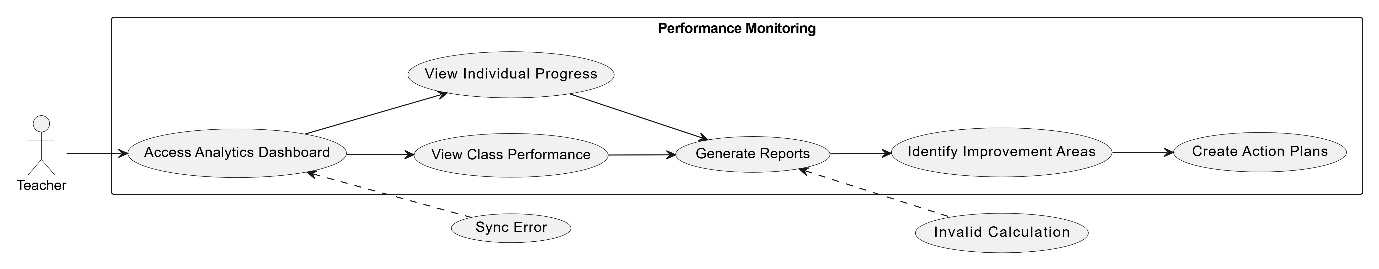 Performance Monitoring
View Individual Progress
Access Analytics Dashboard
View Class Performance
Generate Reports
Identify Improvement Areas
Create Action Plans
Teacher
Sync Error
Invalid Calculation